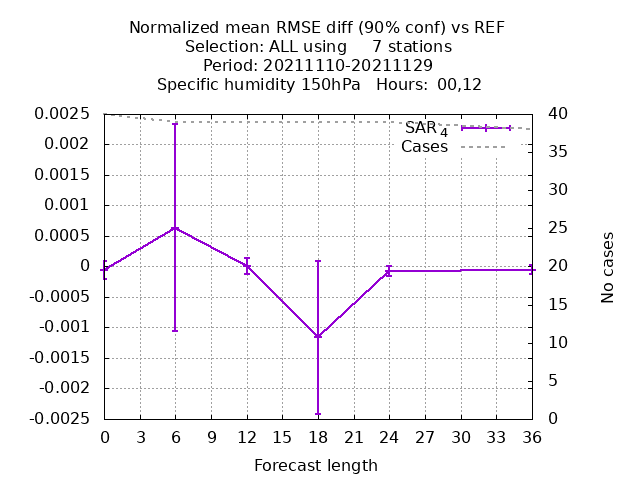 Normalized mean RMSE diff (90% conf) vs REF
Selection: ALL using     7 stations
Period: 20211110-20211129
Specific humidity 150hPa   Hours: 00,12
0.0025
0.002
0.0015
0.001
0.0005
0
-0.0005
-0.001
-0.0015
-0.002
-0.0025
SAR 4
Cases
40
35
30
25
20
15
10
5
0
No cases
0 3 6 9 12 15 18 21 24 27 30 33 36
Forecast length